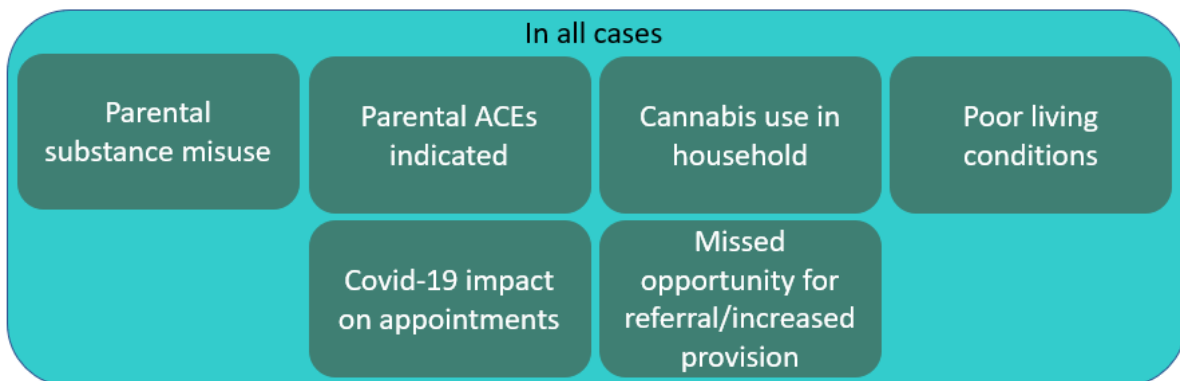 In all cases
Parental
substance misuse
Parental ACEs
indicated
Cannabis use in
household
Poor living
conditions
Covid-19 impact
on appointments
Missed
opportunity for
referral/increased
provision